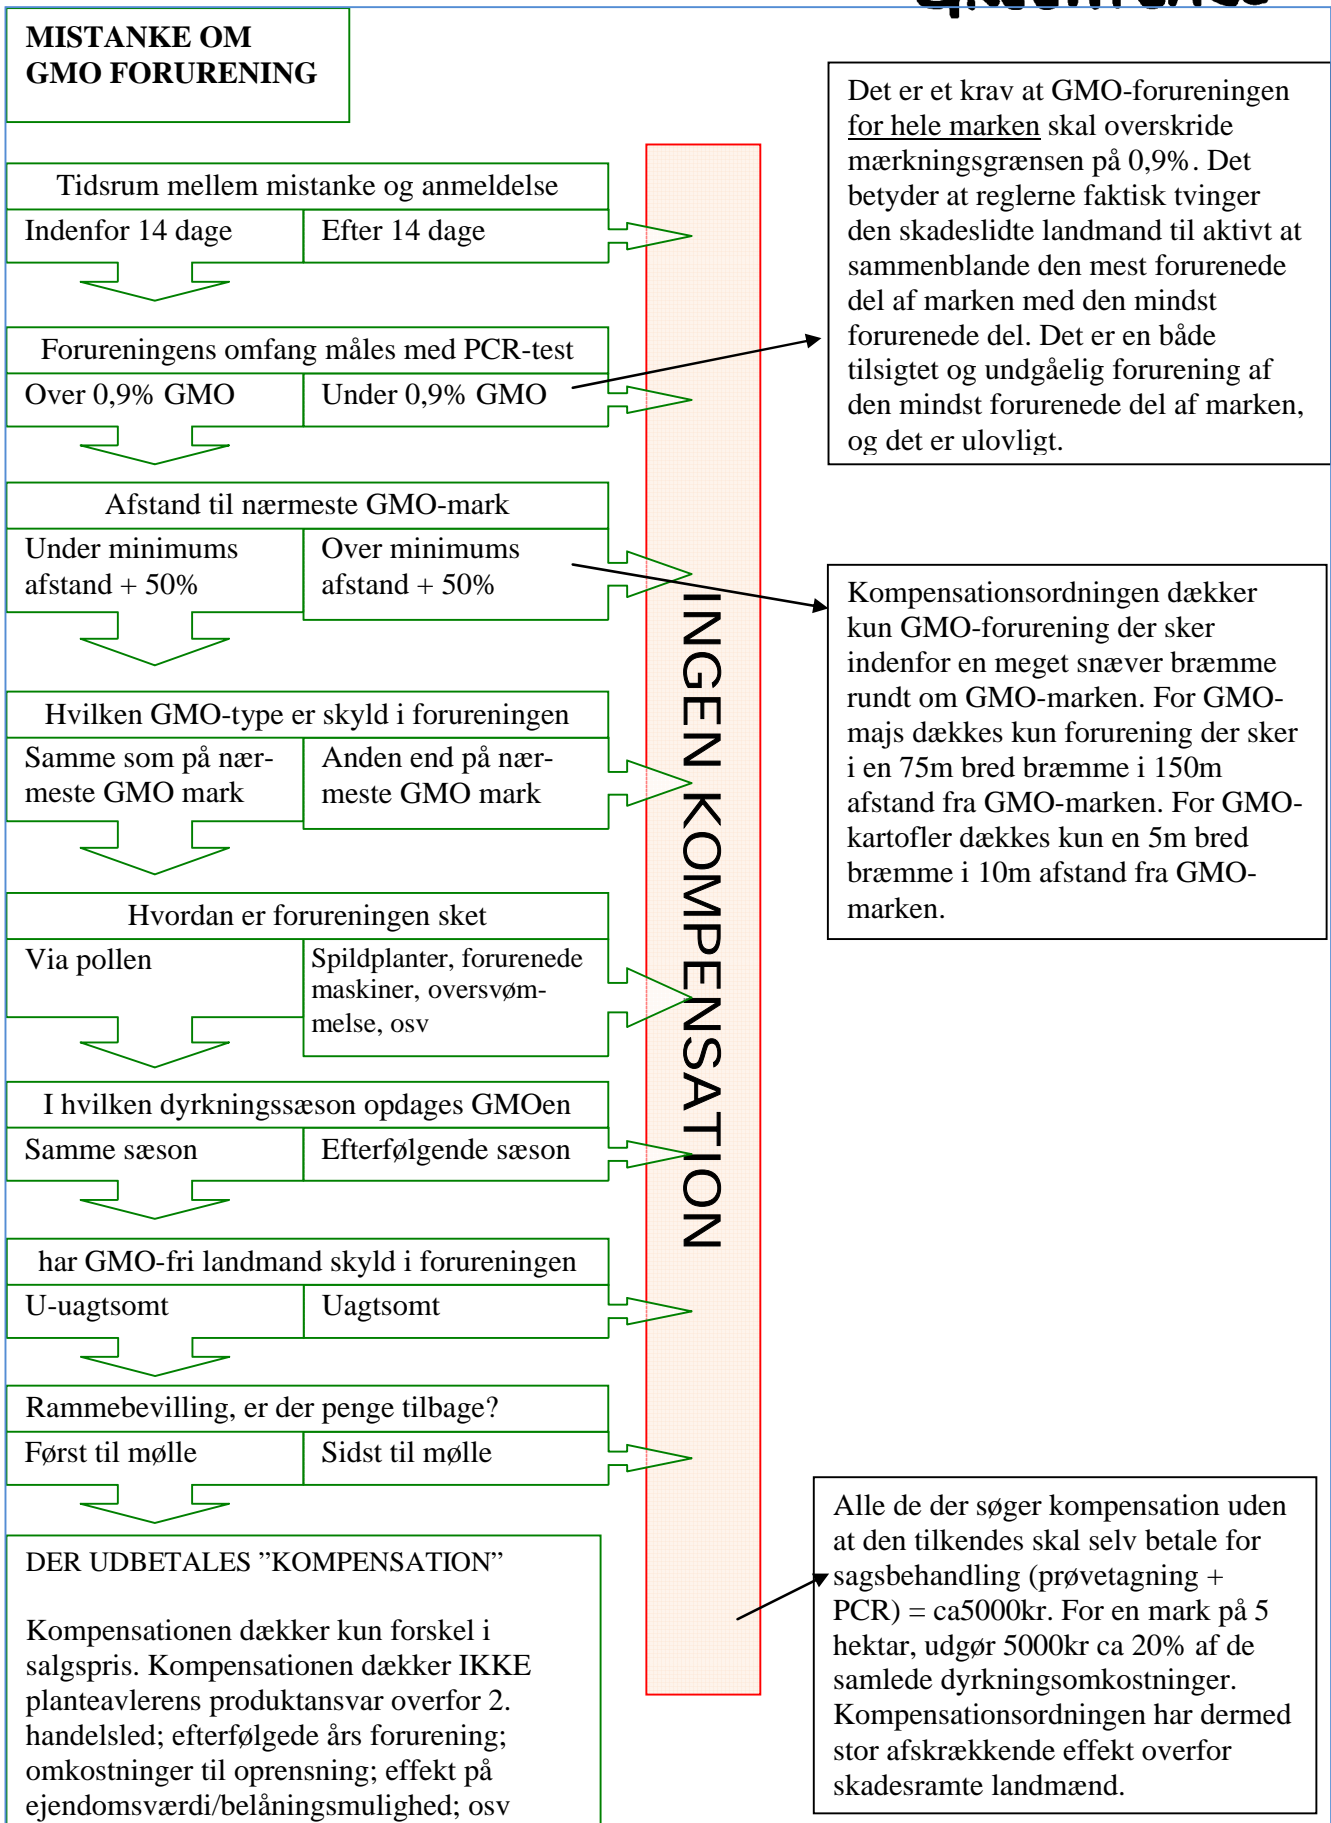 MISTANKE OM
GMO FORURENING
Tidsrum mellem mistanke og anmeldelse
Indenfor 14 dage
Efter 14 dage
Forureningens omfang måles med PCR-test
Over 0,9% GMO
Under 0,9% GMO
Afstand til nærmeste GMO-mark
Under minimums
afstand + 50%
Over minimums
afstand + 50%
Hvilken GMO-type er skyld i forureningen
Samme som på nær-
meste GMO mark
Anden end på nær-
meste GMO mark
Hvordan er forureningen sket
Via pollen
Spildplanter, forurenede
maskiner, oversvøm-
melse, osv
I hvilken dyrkningssæson opdages GMOen
Samme sæson
Efterfølgende sæson
har GMO-fri landmand skyld i forureningen
U-uagtsomt
Uagtsomt
Rammebevilling, er der penge tilbage?
Først til mølle
Sidst til mølle
DER UDBETALES ”KOMPENSATION”
Kompensationen dækker kun forskel i
salgspris. Kompensationen dækker IKKE
planteavlerens produktansvar overfor 2.
handelsled; efterfølgede års forurening;
omkostninger til oprensning; effekt på
ejendomsværdi/belåningsmulighed; osv
INGEN KOMPENSATION
Det er et krav at GMO-forureningen
for hele marken skal overskride
mærkningsgrænsen på 0,9%. Det
betyder at reglerne faktisk tvinger
den skadeslidte landmand til aktivt at
sammenblande den mest forurenede
del af marken med den mindst
forurenede del. Det er en både
tilsigtet og undgåelig forurening af
den mindst forurenede del af marken,
og det er ulovligt.
Kompensationsordningen dækker
kun GMO-forurening der sker
indenfor en meget snæver bræmme
rundt om GMO-marken. For GMO-
majs dækkes kun forurening der sker
i en 75m bred bræmme i 150m
afstand fra GMO-marken. For GMO-
kartofler dækkes kun en 5m bred
bræmme i 10m afstand fra GMO-
marken.
Alle de der søger kompensation uden
at den tilkendes skal selv betale for
sagsbehandling (prøvetagning +
PCR) = ca5000kr. For en mark på 5
hektar, udgør 5000kr ca 20% af de
samlede dyrkningsomkostninger.
Kompensationsordningen har dermed
stor afskrækkende effekt overfor
skadesramte landmænd.